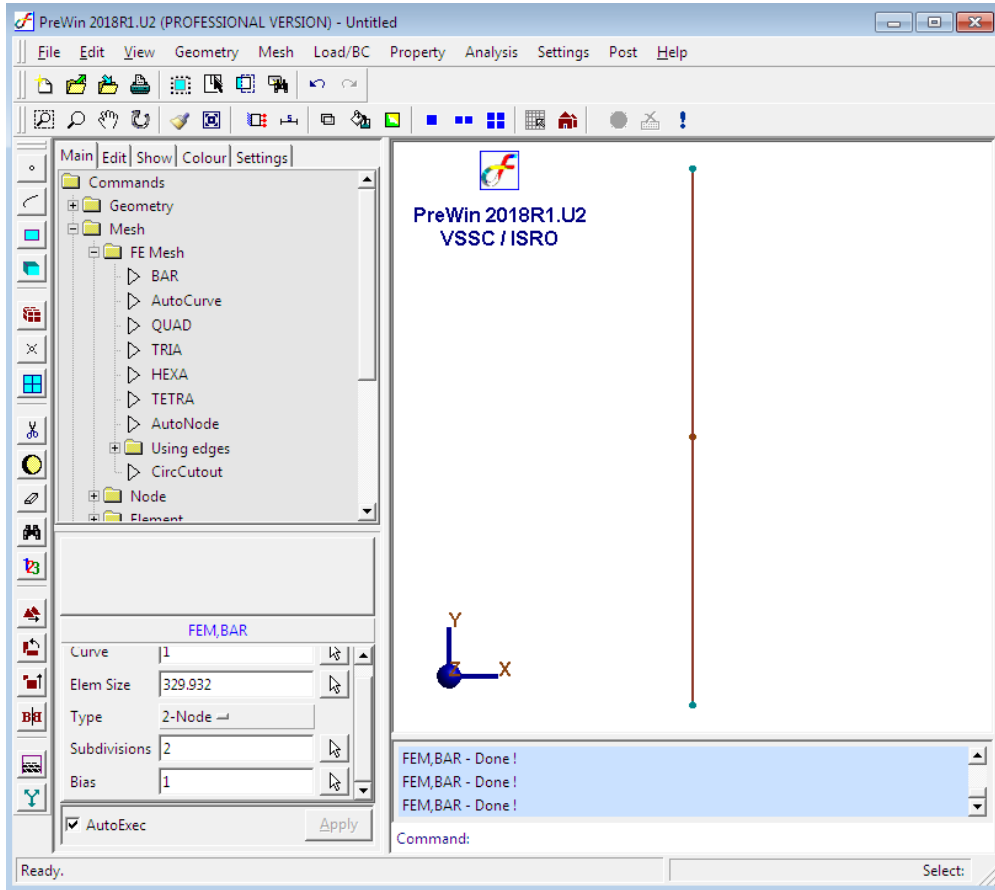 PreWin 2018R1.U2 (PROFESSIONAL VERSION) - Untitled
File Edit View Geometry Mesh Load/BC Property Analysis Settings Post Help
Main Edit Show Colour Settings
Commands
Geometry
Mesh
FE Mesh
BAR
AutoCurve
QUAD
TRIA
HEXA
TETRA
AutoNode
Using edges
CircCutout
Node
Element
FEM,BAR
Curve 1
Elem Size 329.932
Type 2-Node
Subdivisions 2
Bias 1
AutoExec Apply
PreWin 2018R1.U2
VSSC / ISRO
Y
Z X
FEM,BAR - Done !
FEM,BAR - Done !
FEM,BAR - Done !
Command:
Ready. Select:
123
B B